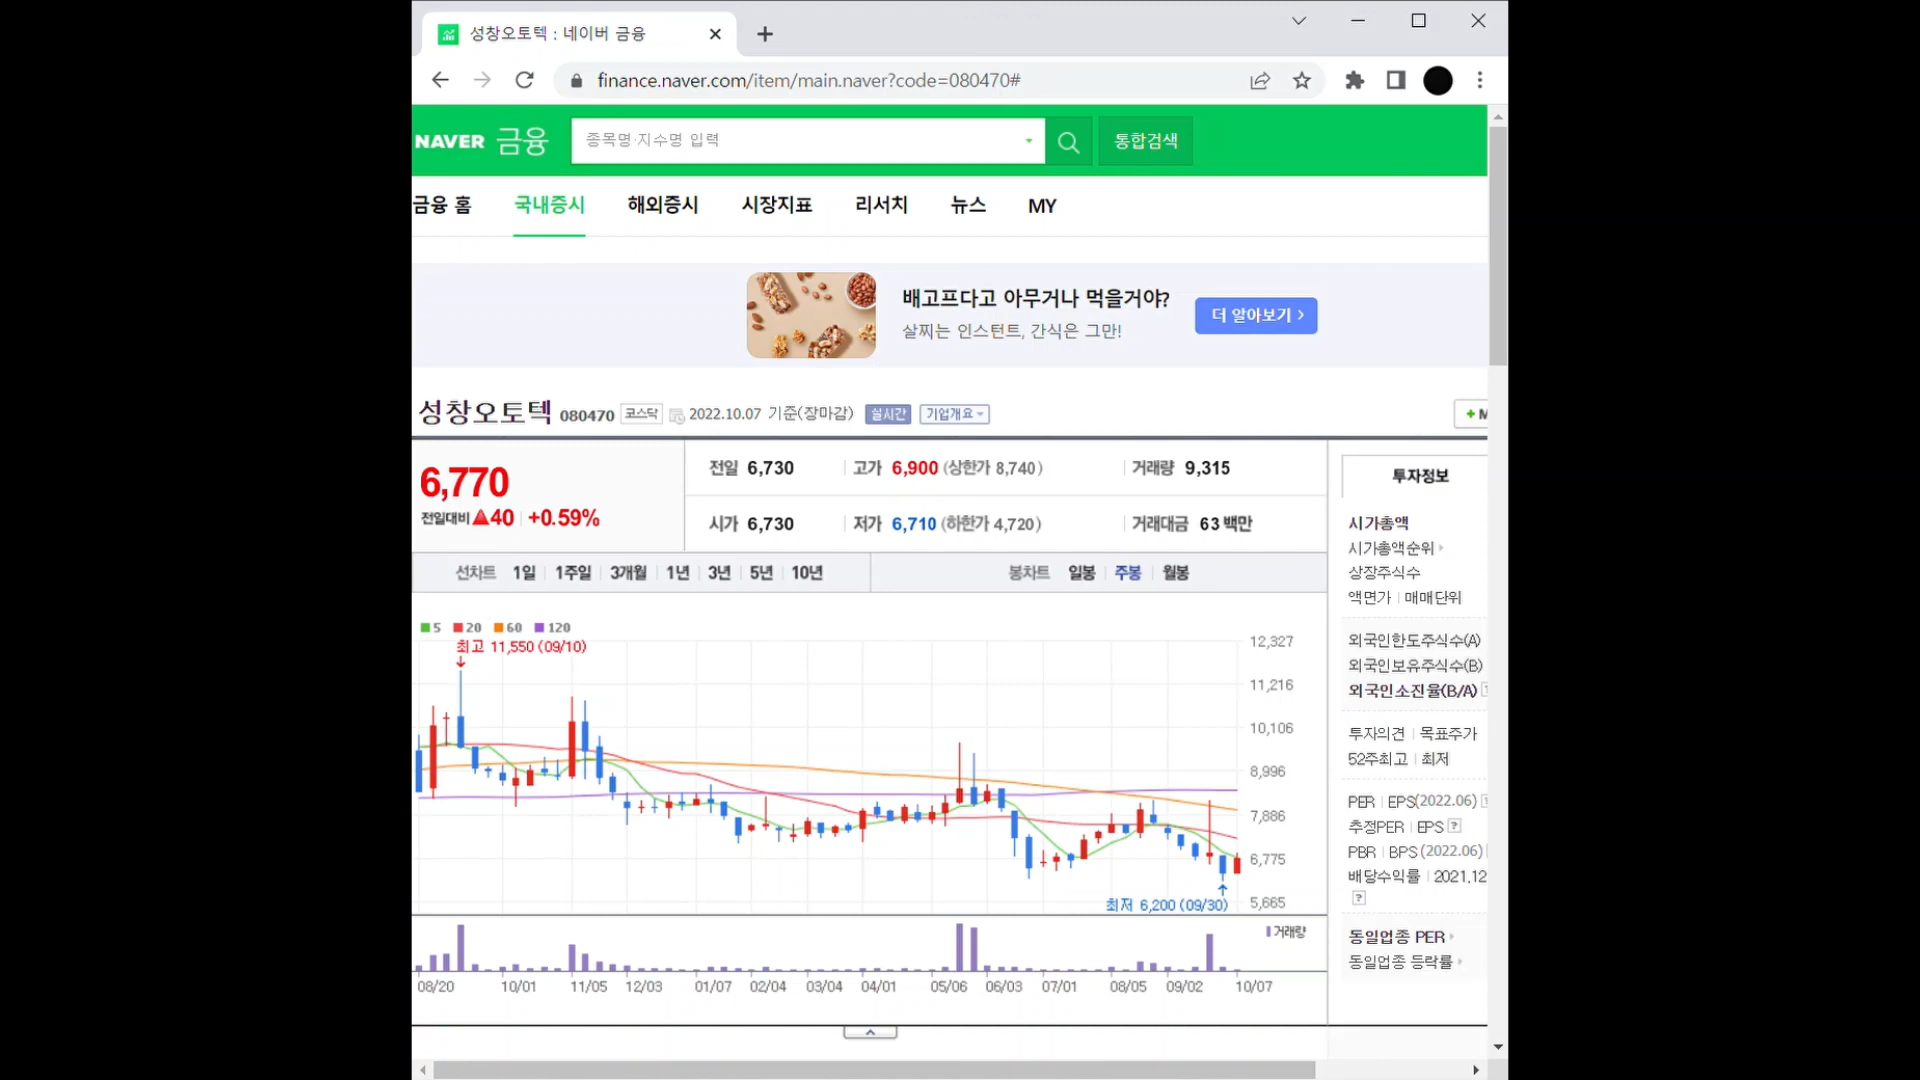 성창오토텍 : 네이버 금융
finance.naver.com/item/main.naver?code=080470#
NAVER 금융
종목명·지수명 입력
통합검색
금융 홈 국내증시 해외증시 시장지표 리서치 뉴스 MY
배고프다고 아무거나 먹을거야?
살찌는 인스턴트, 간식은 그만!
더 알아보기 >
성창오토텍 080470 코스닥 2022.10.07 기준(장마감) 실시간 기업개요
+ M
6,770
전일대비 ▲40 +0.59%
전일 6,730 고가 6,900 (상한가 8,740) 거래량 9,315
시가 6,730 저가 6,710 (하한가 4,720) 거래대금 63 백만
선차트 1일 1주일 3개월 1년 3년 5년 10년 봉차트 일봉 주봉 월봉
5 20 60 120
최고 11,550 (09/10)
12,327
11,216
10,106
8,996
7,886
6,775
5,665
최저 6,200 (09/30)
거래량
08/20 10/01 11/05 12/03 01/07 02/04 03/04 04/01 05/06 06/03 07/01 08/05 09/02 10/07
투자정보
시가총액
시가총액순위
상장주식수
액면가 | 매매단위
외국인한도주식수(A)
외국인보유주식수(B)
외국인소진율(B/A)
투자의견 | 목표주가
52주최고 | 최저
PER | EPS(2022.06)
추정PER | EPS ?
PBR | BPS (2022.06)
배당수익률 | 2021.12
?
동일업종 PER
동일업종 등락률